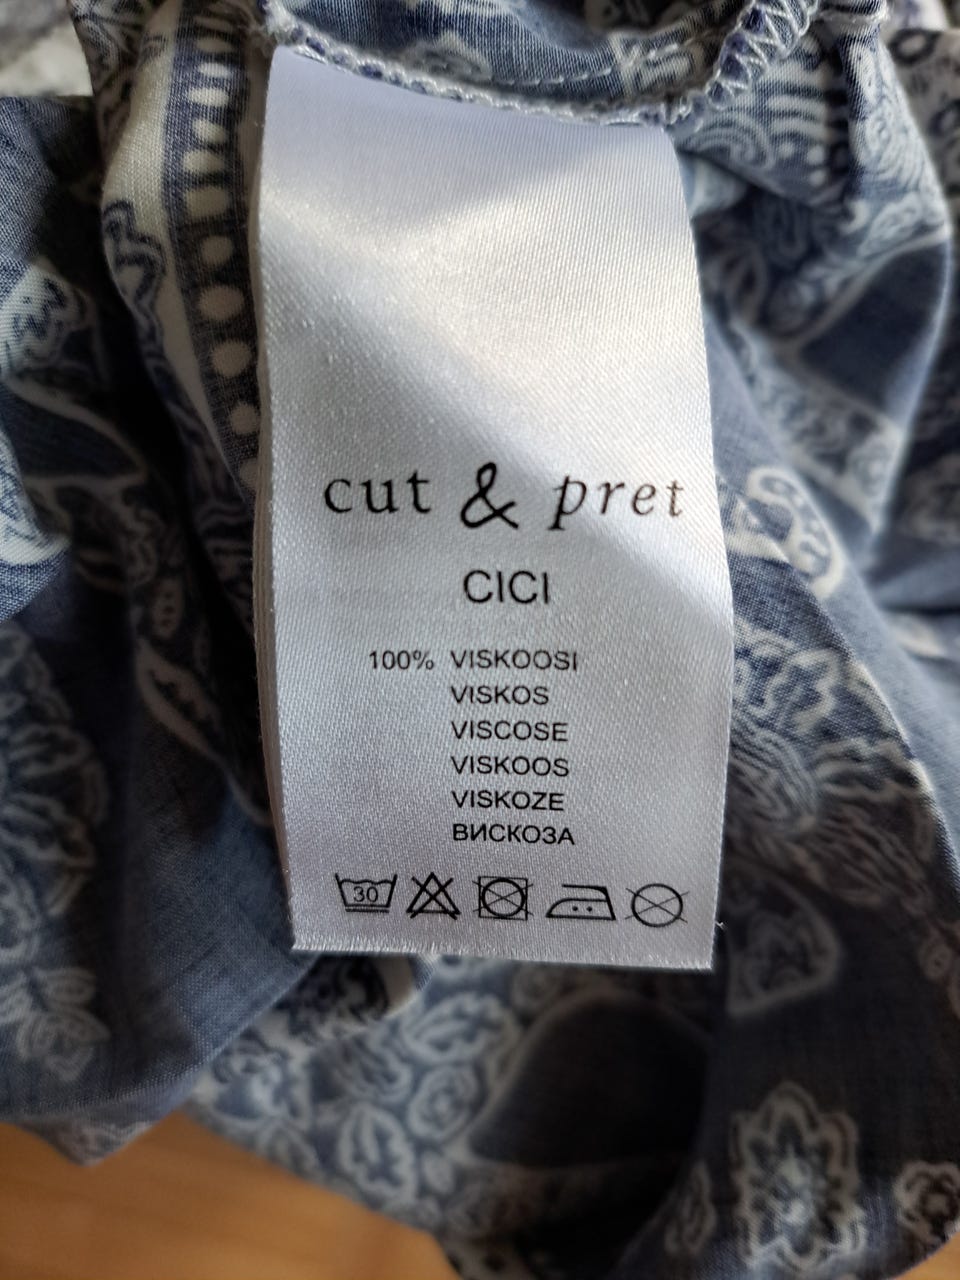 cut & pret
CICI
100% VISKOOSI
VISKOS
VISCOSE
VISKOOS
VISKOZE
ВИСКОЗА
30